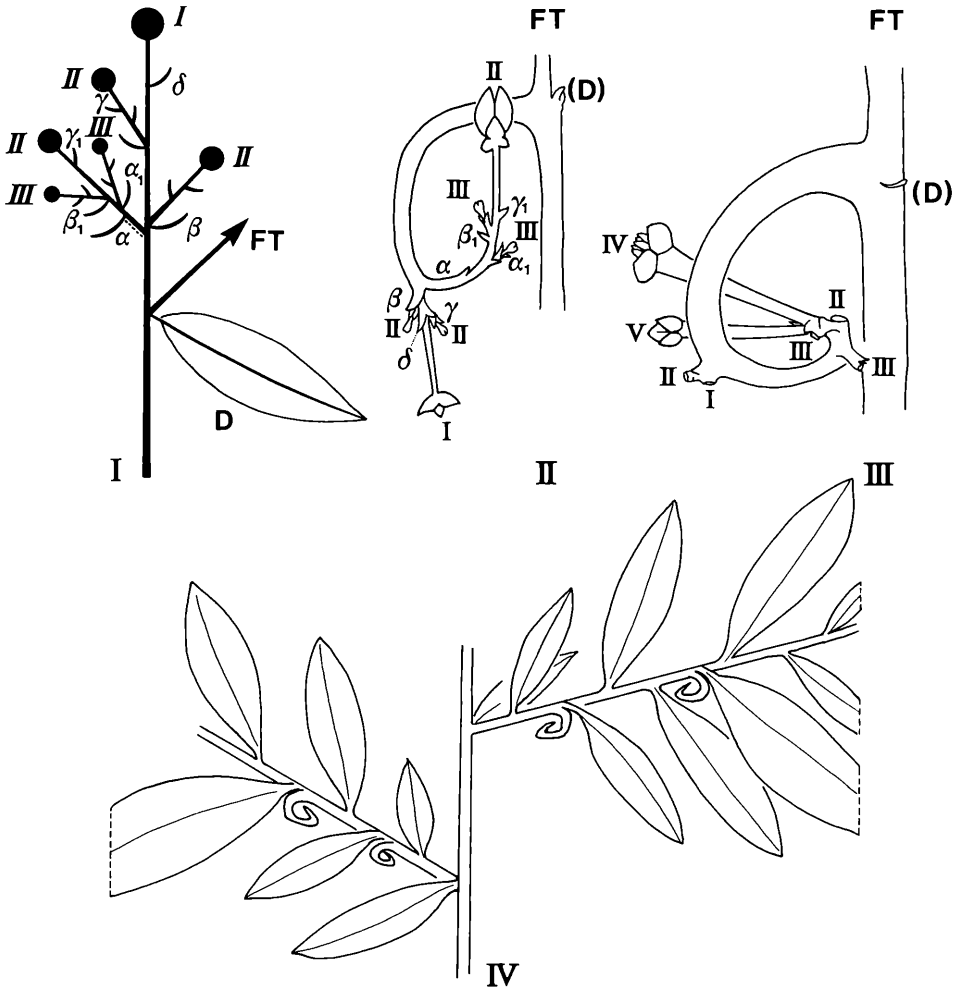 I
II
δ
γ
III
II
γ₁
α₁
II
III
β₁
α
β
FT
D
I
FT
II
(D)
III
γ₁
β₁
III
α
α₁
β
γ
II
II
δ
I
II
FT
(D)
IV
II
V
III
III
II
I
III
IV